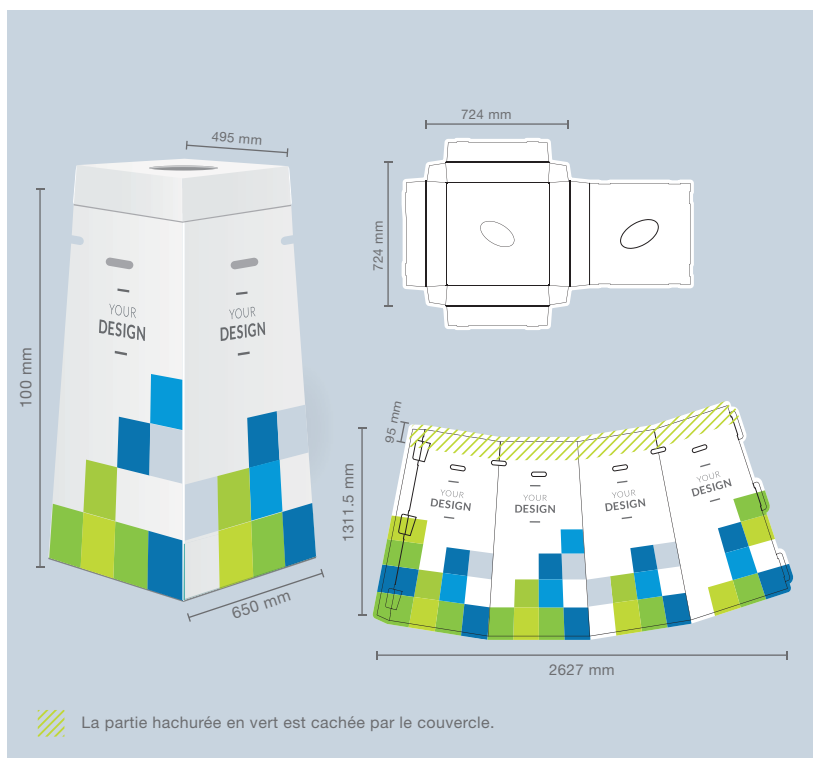 495 mm
724 mm
724 mm
YOUR
DESIGN
YOUR
DESIGN
100 mm
650 mm
95 mm
1311.5 mm
YOUR
DESIGN
YOUR
DESIGN
YOUR
DESIGN
YOUR
DESIGN
2627 mm
La partie hachurée en vert est cachée par le couvercle.